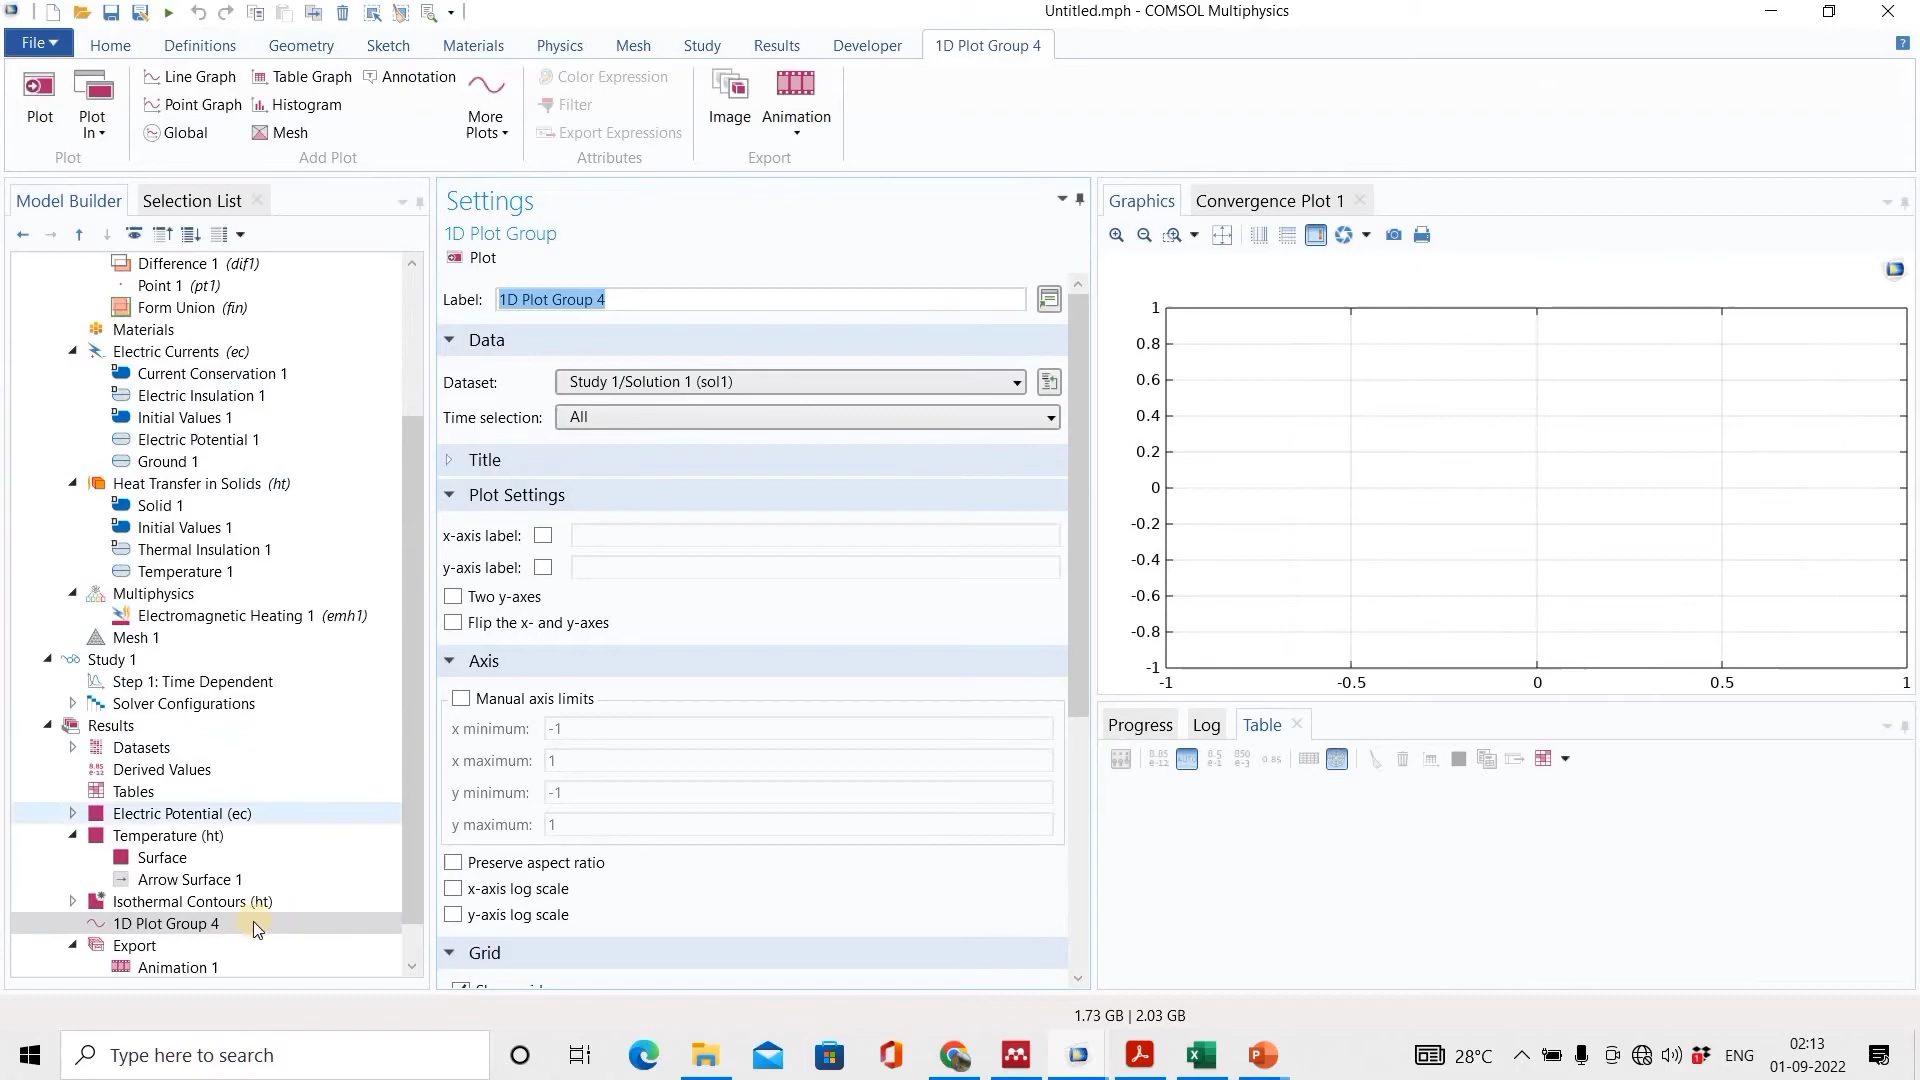 Untitled.mph - COMSOL Multiphysics
File
Home
Definitions
Geometry
Sketch
Materials
Physics
Mesh
Study
Results
Developer
1D Plot Group 4
Plot
Plot In
Line Graph
Point Graph
Global
Table Graph
Histogram
Mesh
Annotation
More Plots
Color Expression
Filter
Export Expressions
Image
Animation
Plot
Add Plot
Attributes
Export
Model Builder
Selection List
Difference 1 (dif1)
Point 1 (pt1)
Form Union (fin)
Materials
Electric Currents (ec)
Current Conservation 1
Electric Insulation 1
Initial Values 1
Electric Potential 1
Ground 1
Heat Transfer in Solids (ht)
Solid 1
Initial Values 1
Thermal Insulation 1
Temperature 1
Multiphysics
Electromagnetic Heating 1 (emh1)
Mesh 1
Study 1
Step 1: Time Dependent
Solver Configurations
Results
Datasets
Derived Values
Tables
Electric Potential (ec)
Temperature (ht)
Surface
Arrow Surface 1
Isothermal Contours (ht)
1D Plot Group 4
Export
Animation 1
Settings
1D Plot Group
Plot
Label: 1D Plot Group 4
Data
Dataset: Study 1/Solution 1 (sol1)
Time selection: All
Title
Plot Settings
x-axis label:
y-axis label:
Two y-axes
Flip the x- and y-axes
Axis
Manual axis limits
x minimum: -1
x maximum: 1
y minimum: -1
y maximum: 1
Preserve aspect ratio
x-axis log scale
y-axis log scale
Grid
Graphics
Convergence Plot 1
1
0.8
0.6
0.4
0.2
0
-0.2
-0.4
-0.6
-0.8
-1
-1 -0.5 0 0.5 1
Progress
Log
Table
8.85 e-12
AUTO
8.5 e-1
850 e-3
0.85
1.73 GB | 2.03 GB
Type here to search
28°C
ENG
02:13
01-09-2022